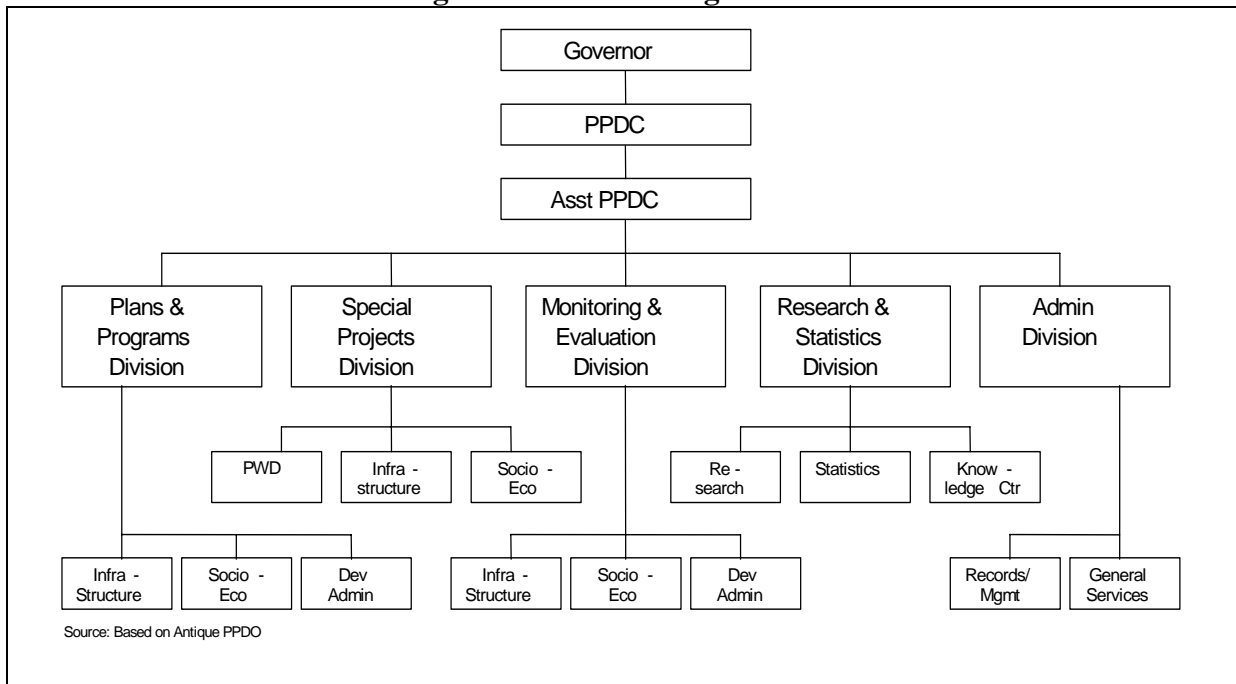 Governor
PPDC
Asst PPDC
Plans &
Programs
Division
Special
Projects
Division
Monitoring &
Evaluation
Division
Research &
Statistics
Division
Admin
Division
PWD
Infra -
structure
Socio -
Eco
Re -
search
Statistics
Know -
ledge Ctr
Infra -
Structure
Socio -
Eco
Dev
Admin
Infra -
Structure
Socio -
Eco
Dev
Admin
Records/
Mgmt
General
Services
Source: Based on Antique PPDO